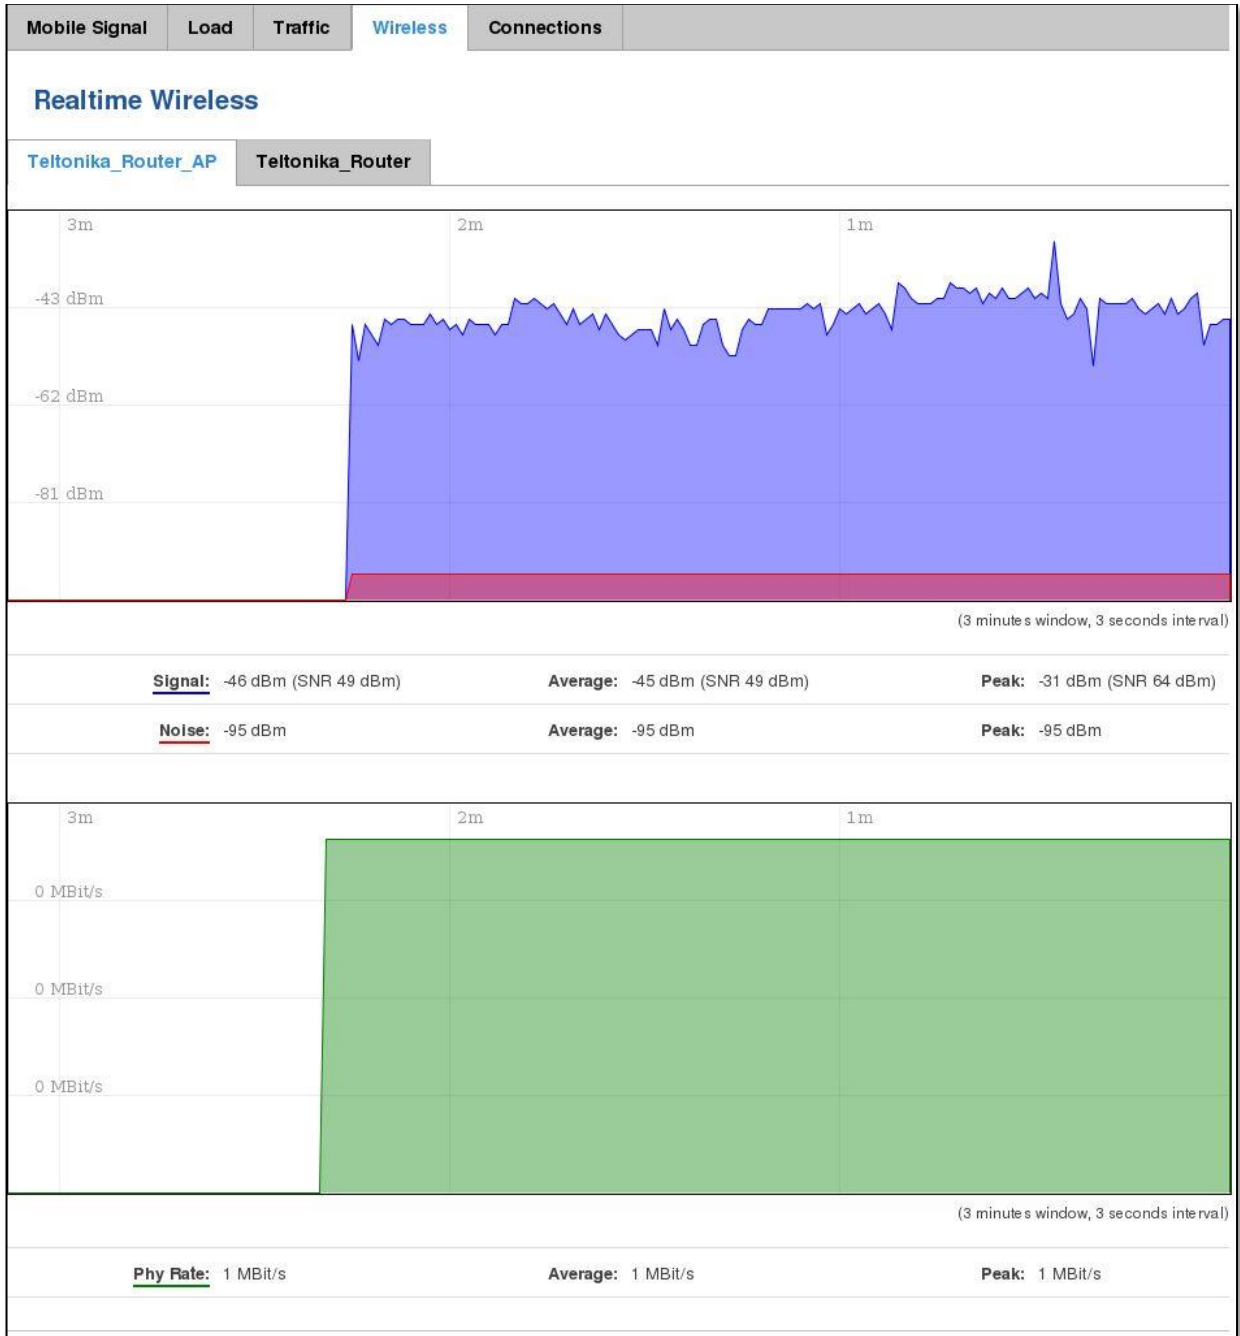 Mobile Signal Load Traffic Wireless Connections
Realtime Wireless
Teltonika_Router_AP Teltonika_Router
3m 2m 1m
-43 dBm
-62 dBm
-81 dBm
(3 minutes window, 3 seconds interval)
Signal: -46 dBm (SNR 49 dBm) Average: -45 dBm (SNR 49 dBm) Peak: -31 dBm (SNR 64 dBm)
Noise: -95 dBm Average: -95 dBm Peak: -95 dBm
3m 2m 1m
0 MBit/s
0 MBit/s
0 MBit/s
(3 minutes window, 3 seconds interval)
Phy Rate: 1 MBit/s Average: 1 MBit/s Peak: 1 MBit/s